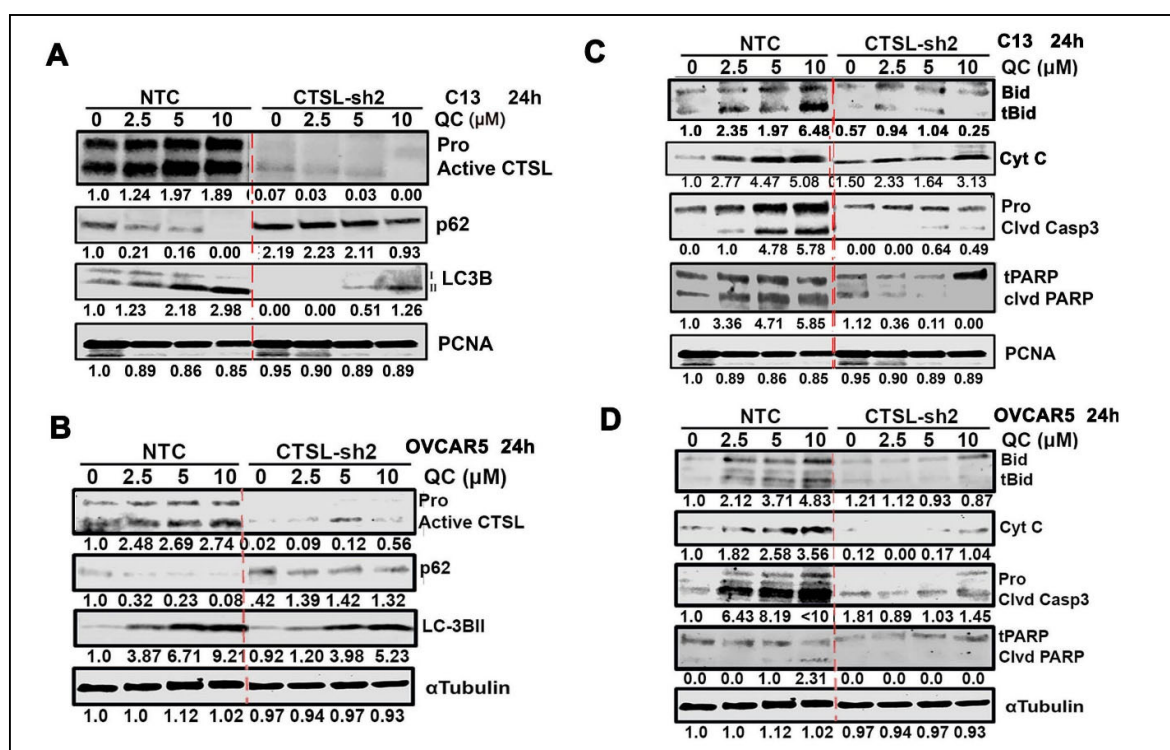 A
NTC CTSL-sh2 C13 24h
0 2.5 5 10 0 2.5 5 10 QC (µM)
Pro
Active CTSL
1.0 1.24 1.97 1.89 0.07 0.03 0.03 0.00
p62
1.0 0.21 0.16 0.00 2.19 2.23 2.11 0.93
I
LC3B
II
1.0 1.23 2.18 2.98 0.00 0.00 0.51 1.26
PCNA
1.0 0.89 0.86 0.85 0.95 0.90 0.89 0.89
B
NTC CTSL-sh2 OVCAR5 24h
0 2.5 5 10 0 2.5 5 10 QC (µM)
Pro
Active CTSL
1.0 2.48 2.69 2.74 0.02 0.09 0.12 0.56
p62
1.0 0.32 0.23 0.08 .42 1.39 1.42 1.32
LC-3BII
1.0 3.87 6.71 9.21 0.92 1.20 3.98 5.23
αTubulin
1.0 1.0 1.12 1.02 0.97 0.94 0.97 0.93
C
NTC CTSL-sh2 C13 24h
0 2.5 5 10 0 2.5 5 10 QC (µM)
Bid
tBid
1.0 2.35 1.97 6.48 0.57 0.94 1.04 0.25
Cyt C
1.0 2.77 4.47 5.08 1.50 2.33 1.64 3.13
Pro
Clvd Casp3
0.0 1.0 4.78 5.78 0.00 0.00 0.64 0.49
tPARP
clvd PARP
1.0 3.36 4.71 5.85 1.12 0.36 0.11 0.00
PCNA
1.0 0.89 0.86 0.85 0.95 0.90 0.89 0.89
D
NTC CTSL-sh2 OVCAR5 24h
0 2.5 5 10 0 2.5 5 10 QC (µM)
Bid
tBid
1.0 2.12 3.71 4.83 1.21 1.12 0.93 0.87
Cyt C
1.0 1.82 2.58 3.56 0.12 0.00 0.17 1.04
Pro
Clvd Casp3
1.0 6.43 8.19 <10 1.81 0.89 1.03 1.45
tPARP
Clvd PARP
0.0 0.0 1.0 2.31 0.0 0.0 0.0 0.0
αTubulin
1.0 1.0 1.12 1.02 0.97 0.94 0.97 0.93